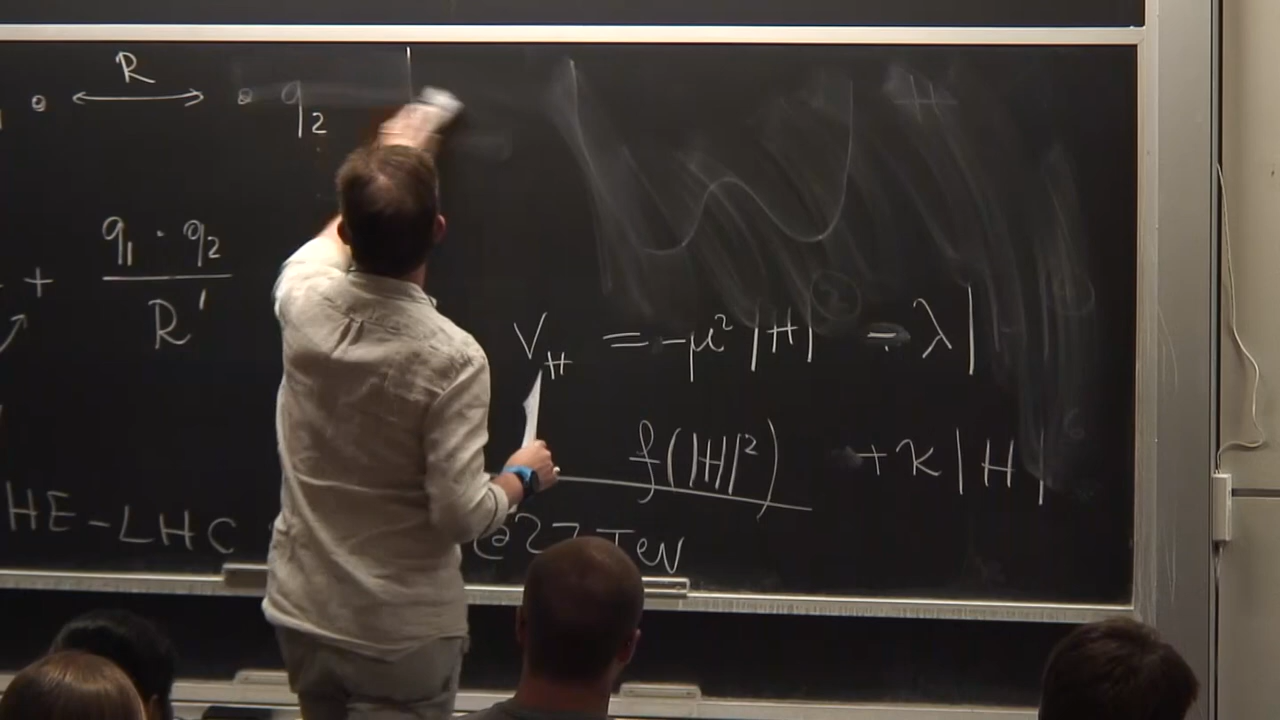 R
q₂
+ q₁ · q₂ / R'
V_H = -μ² |H| - λ|
f(|H|²) + κ|H|
HE-LHC @27 TeV